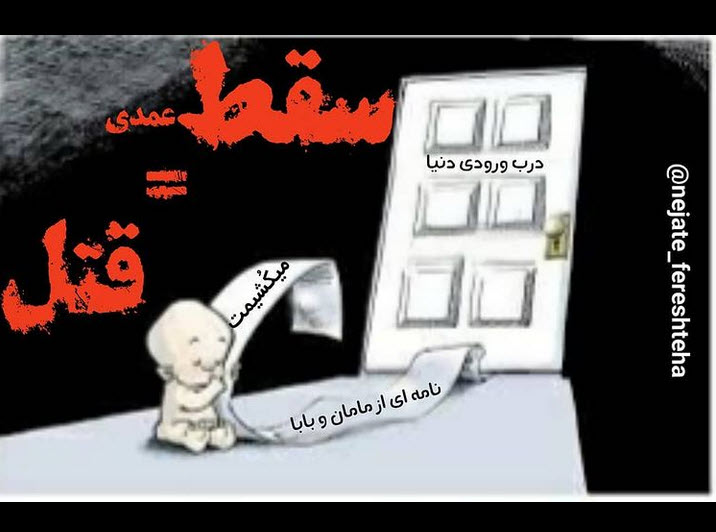 سقط عمدی
=
قتل
درب ورودی دنیا
میکُشیمت
نامه ای از مامان و بابا
@nejate_fereshteha